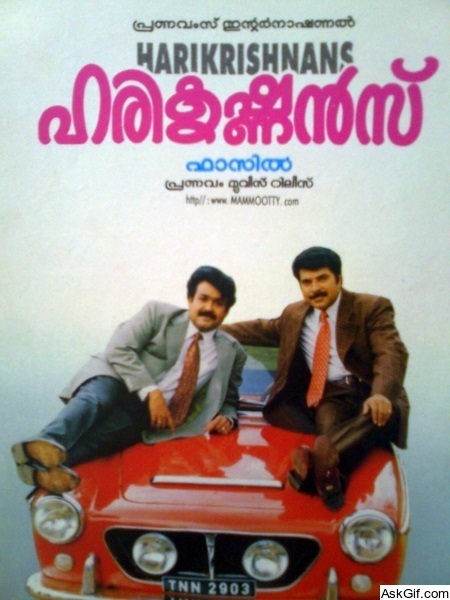 പ്രണവംസ് ഇന്റർനാഷണൽ
HARIKRISHNANS
ഹരികൃഷ്ണൻസ്
ഫാസിൽ
പ്രണവം മൂവീസ് റിലീസ്
http//: www. MAMMOOTTY. com
TNN 2903
AskGif.com